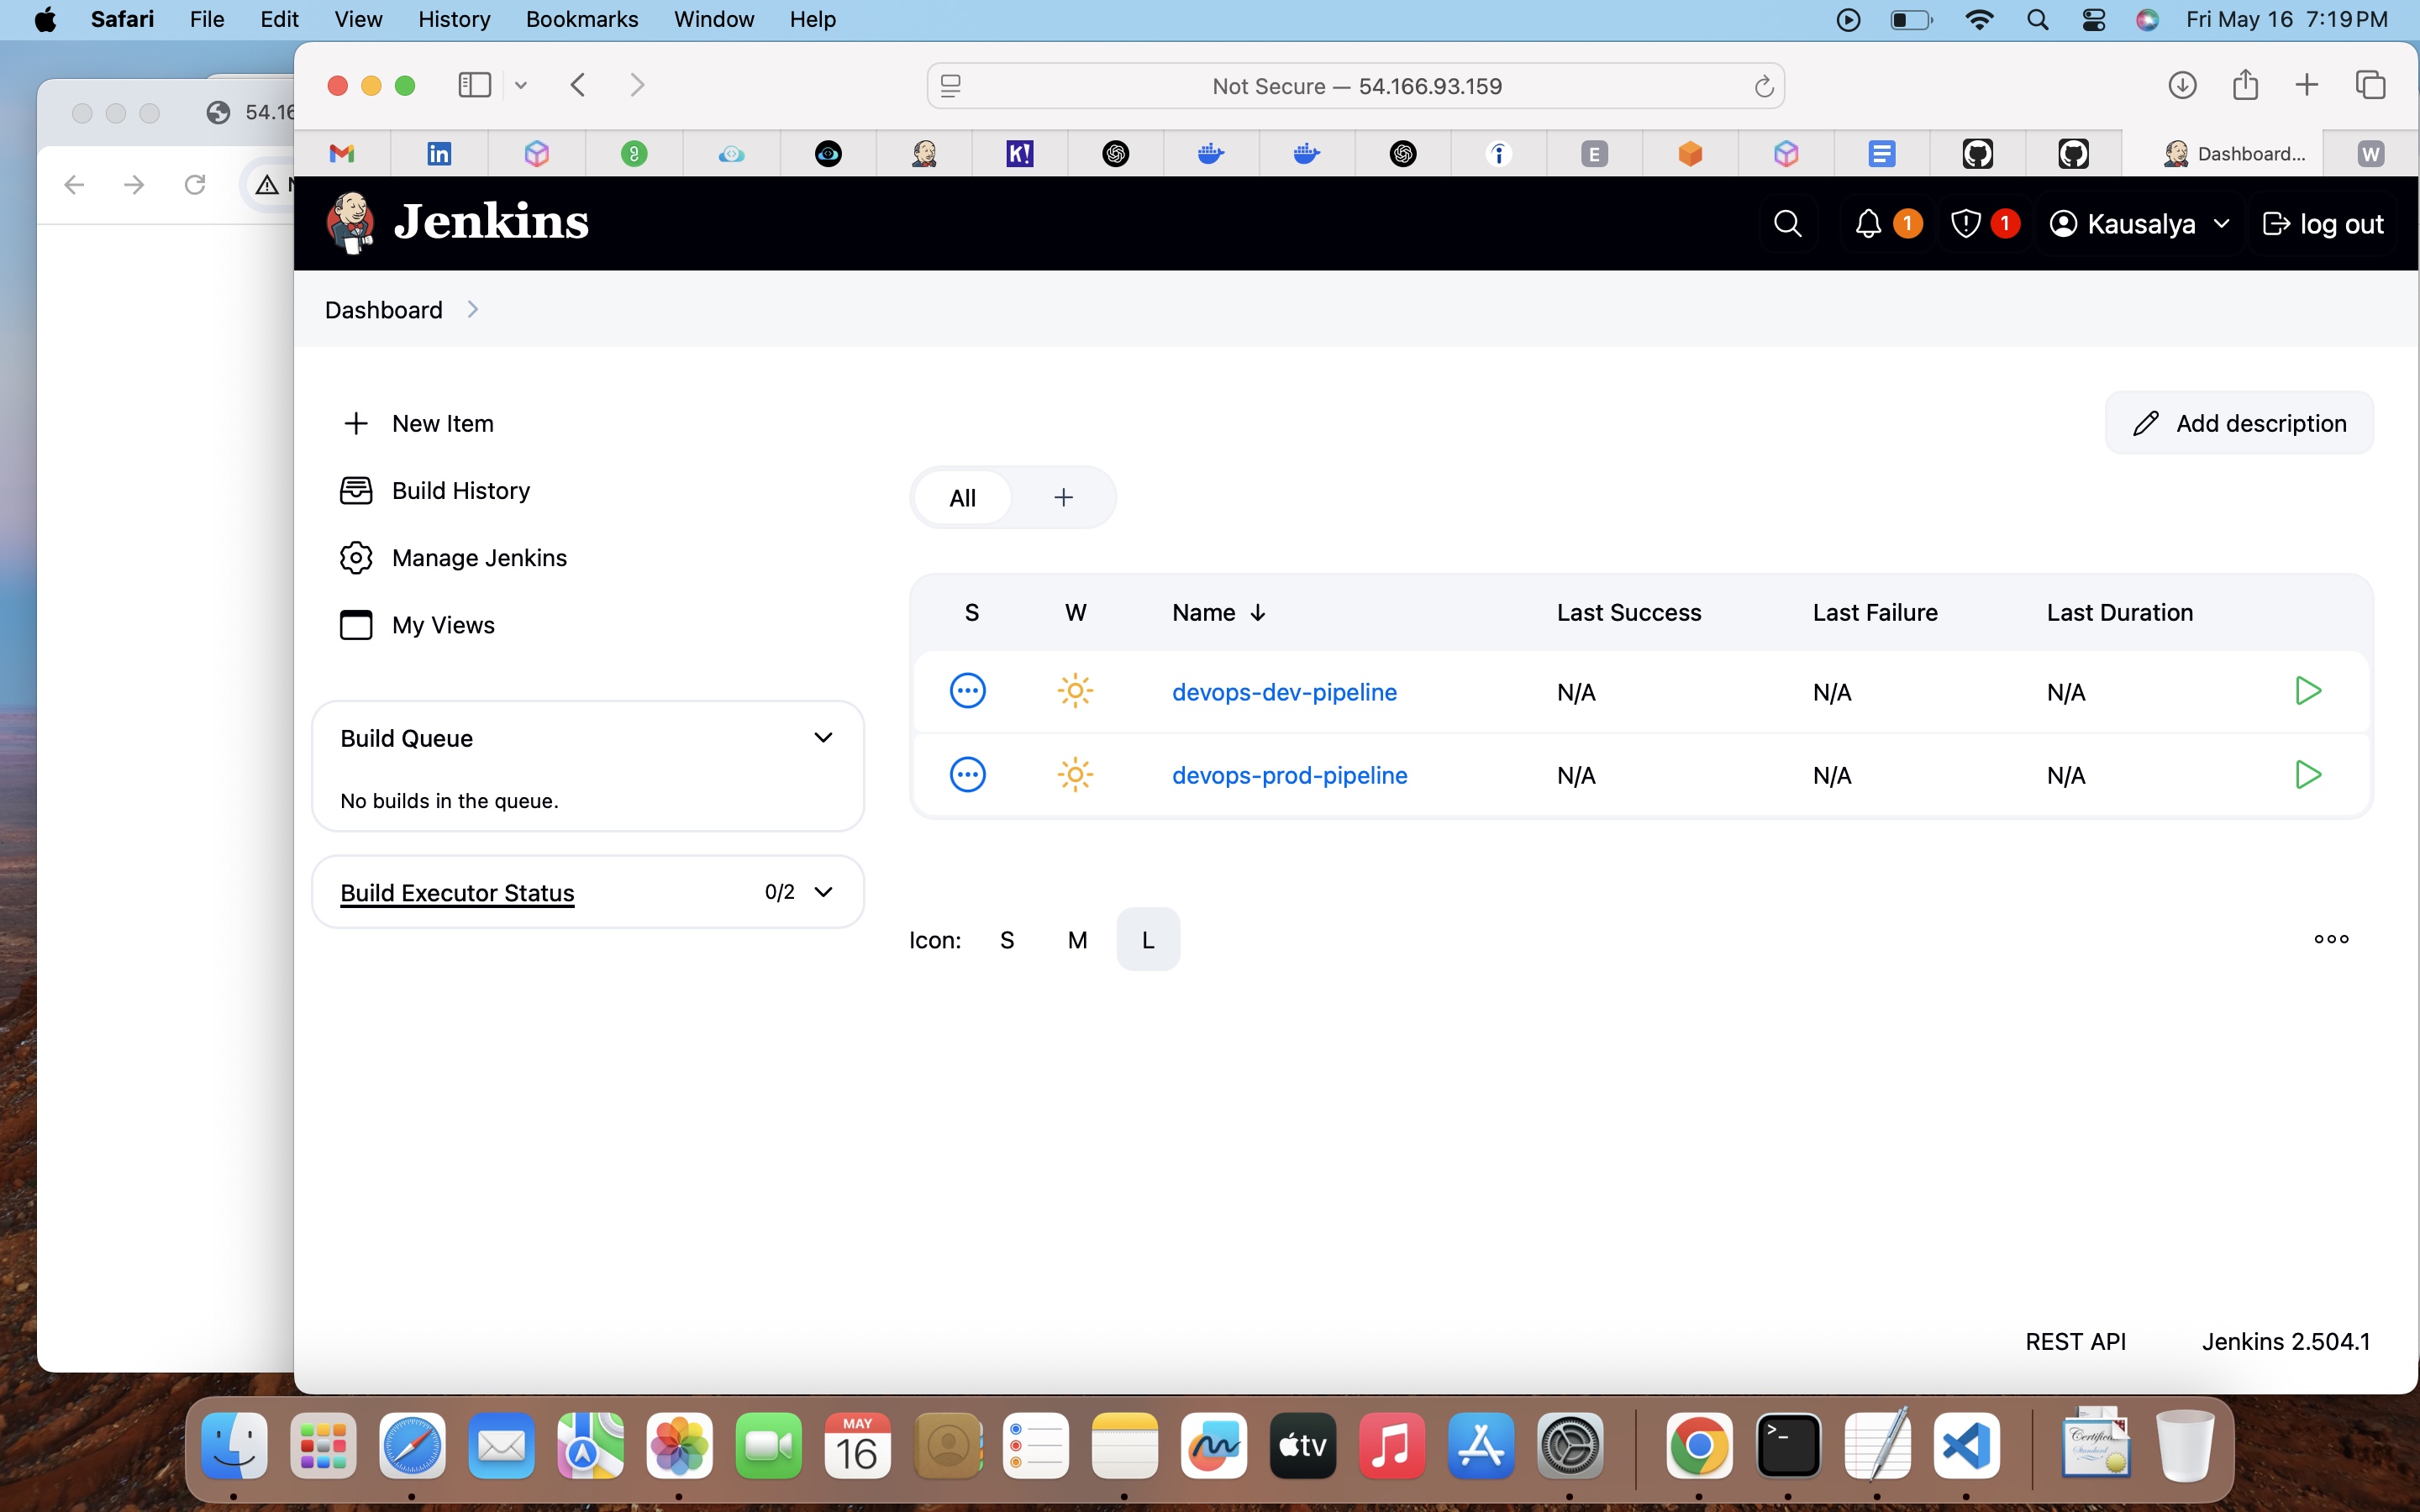 Safari File Edit View History Bookmarks Window Help Fri May 16 7:19 PM
54.16
Not Secure — 54.166.93.159
K! E Dashboard... W
Jenkins 1 1 Kausalya log out
Dashboard
New Item
Build History
Manage Jenkins
My Views
Build Queue
No builds in the queue.
Build Executor Status 0/2
Add description
All +
S W Name ↓ Last Success Last Failure Last Duration
devops-dev-pipeline N/A N/A N/A
devops-prod-pipeline N/A N/A N/A
Icon: S M L
REST API Jenkins 2.504.1
MAY
16
tv